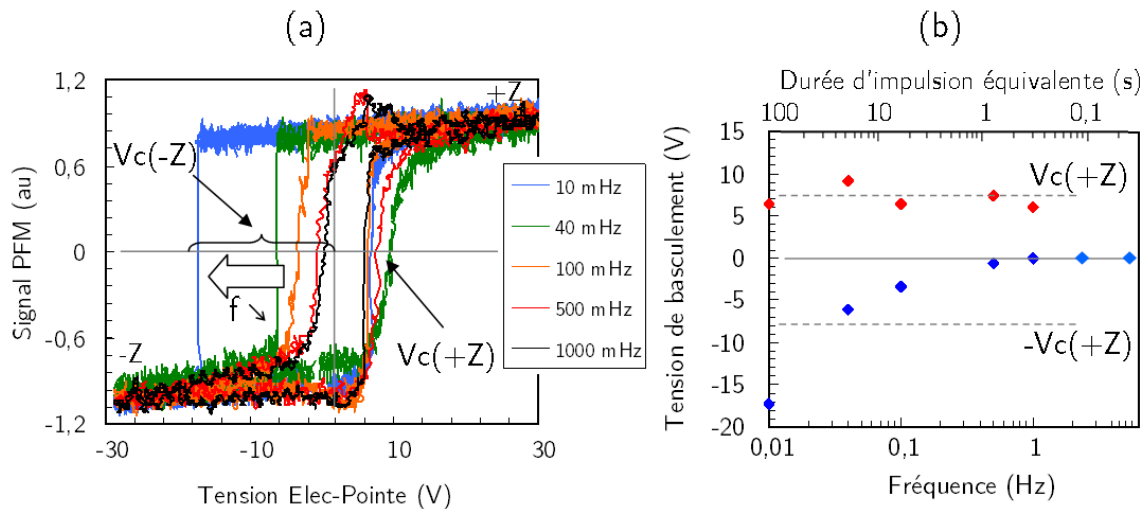 (a)
(b)
Signal PFM (au)
1,2
0,6
0
-0,6
-1,2
+Z
Vc(-Z)
f
-Z
Vc(+Z)
-30
-10
10
30
Tension Elec-Pointe (V)
10 mHz
40 mHz
100 mHz
500 mHz
1000 mHz
Durée d'impulsion équivalente (s)
100
10
1
0,1
Tension de basculement (V)
15
10
5
0
-5
-10
-15
-20
Vc(+Z)
-Vc(+Z)
0,01
0,1
1
Fréquence (Hz)